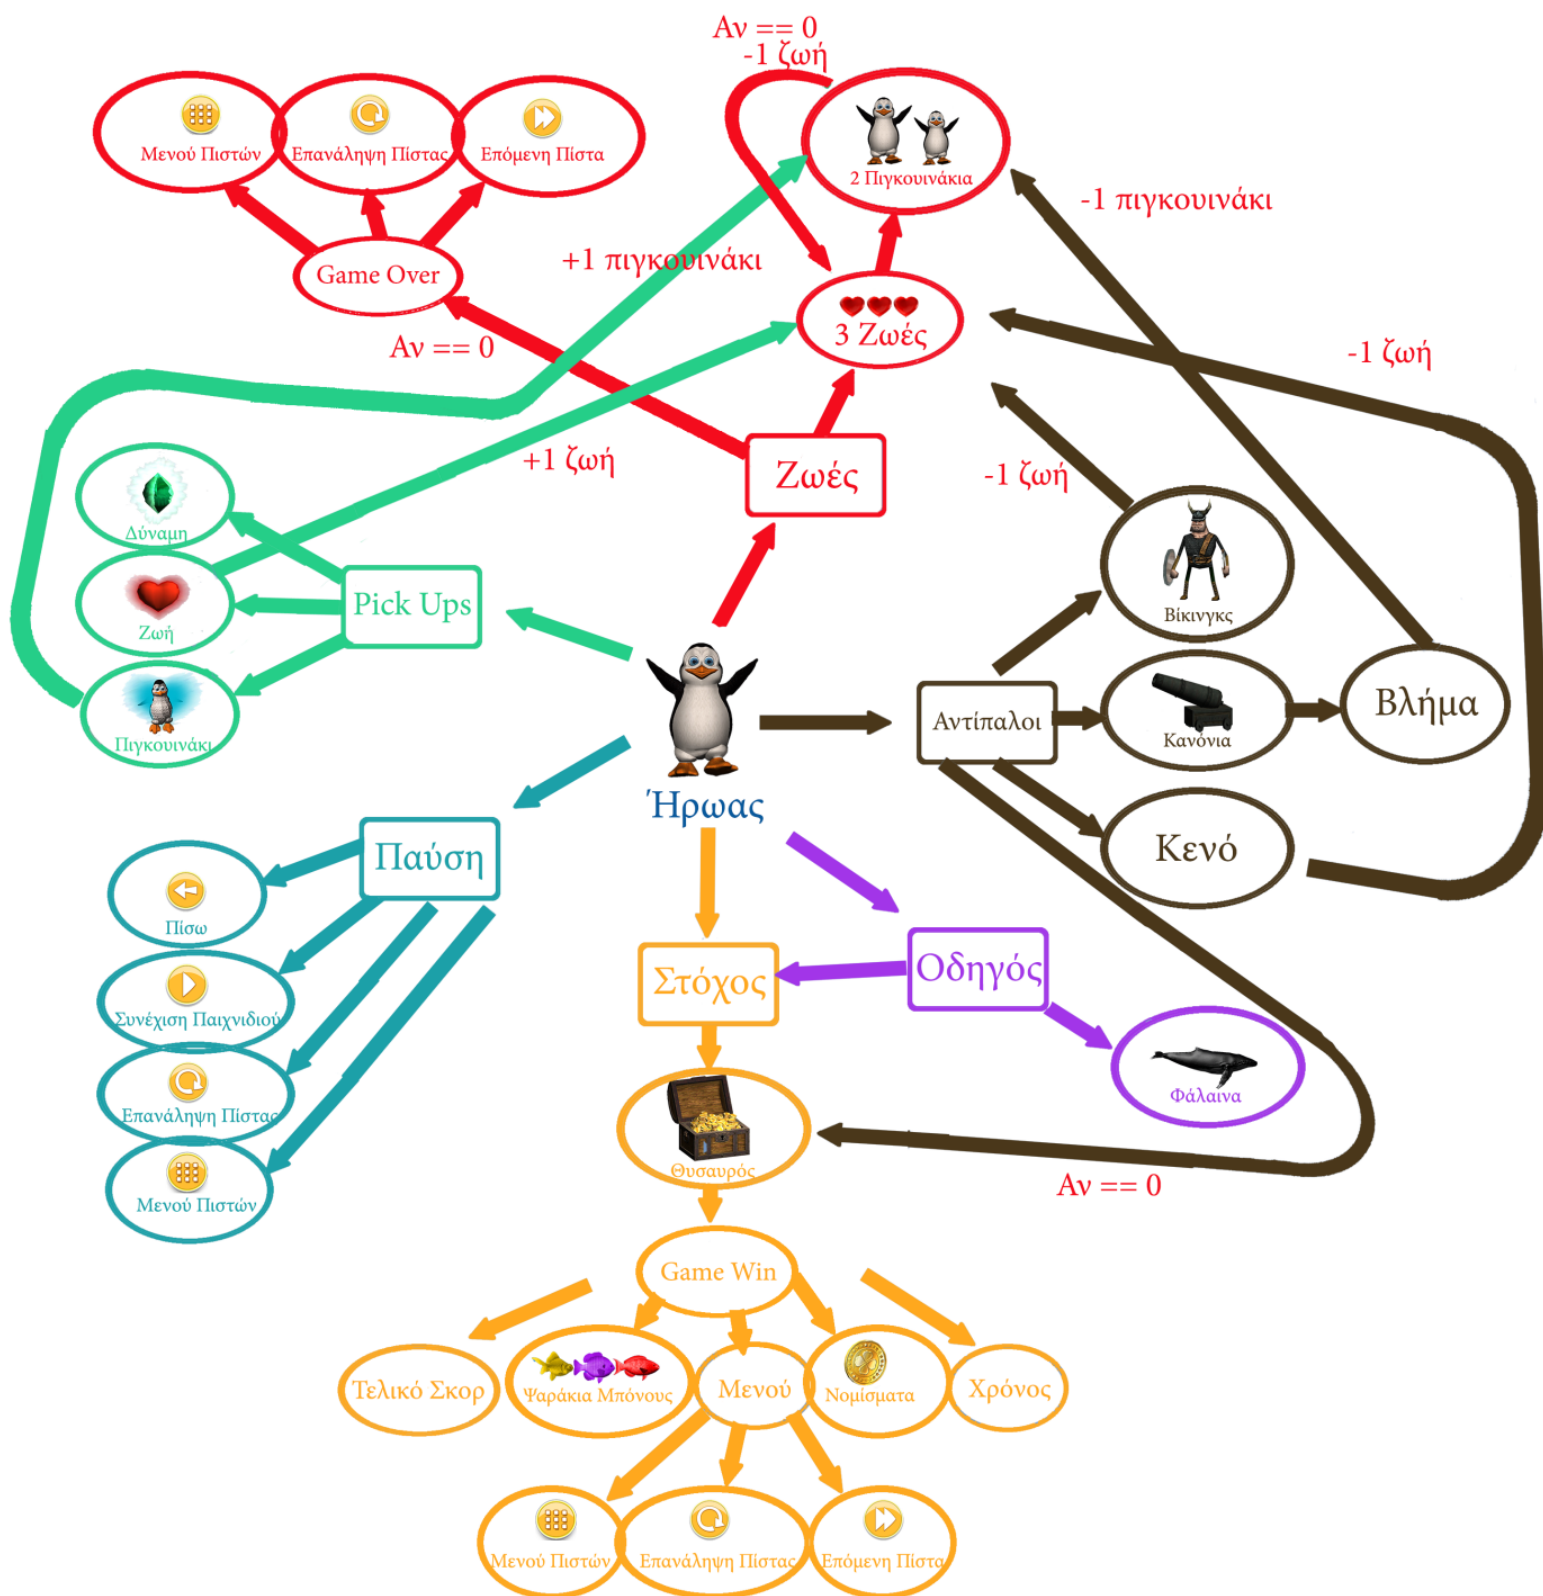 Αν == 0
-1 ζωή
Μενού Πιστών
Επανάληψη Πίστας
Επόμενη Πίστα
2 Πιγκουινάκια
-1 πιγκουινάκι
+1 πιγκουινάκι
Game Over
3 Ζωές
Αν == 0
-1 ζωή
+1 ζωή
Ζωές
-1 ζωή
Δύναμη
Pick Ups
Ζωή
Βίκινγκς
Πιγκουινάκι
Αντίπαλοι
Κανόνια
Βλήμα
Ήρωας
Παύση
Κενό
Πίσω
Στόχος
Οδηγός
Συνέχιση Παιχνιδιού
Φάλαινα
Επανάληψη Πίστας
Θυσαυρός
Αν == 0
Μενού Πιστών
Game Win
Τελικό Σκορ
Ψαράκια Μπόνους
Μενού
Νομίσματα
Χρόνος
Μενού Πιστών
Επανάληψη Πίστας
Επόμενη Πίστα